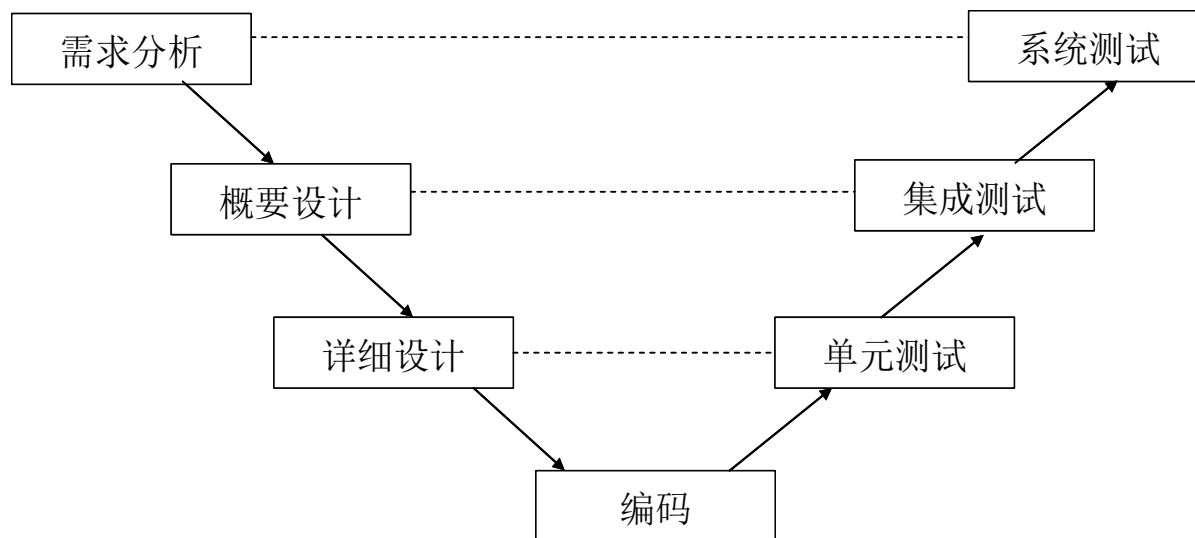 需求分析
系统测试
概要设计
集成测试
详细设计
单元测试
编码